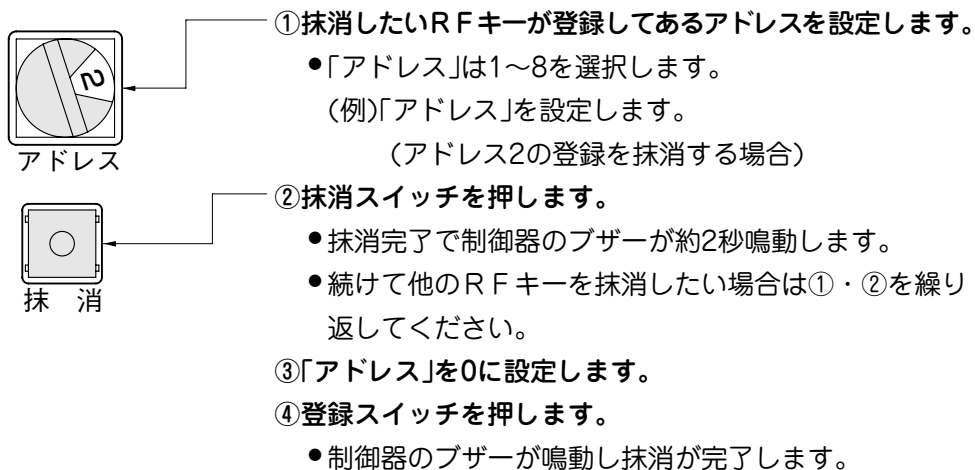 ①抹消したいＲＦキーが登録してあるアドレスを設定します。
●｢アドレス｣は1〜8を選択します。
(例)｢アドレス｣を設定します。
(アドレス2の登録を抹消する場合)
2
アドレス
②抹消スイッチを押します。
●抹消完了で制御器のブザーが約2秒鳴動します。
●続けて他のＲＦキーを抹消したい場合は①・②を繰り
返してください。
抹　消
③｢アドレス｣を0に設定します。
④登録スイッチを押します。
●制御器のブザーが鳴動し抹消が完了します。